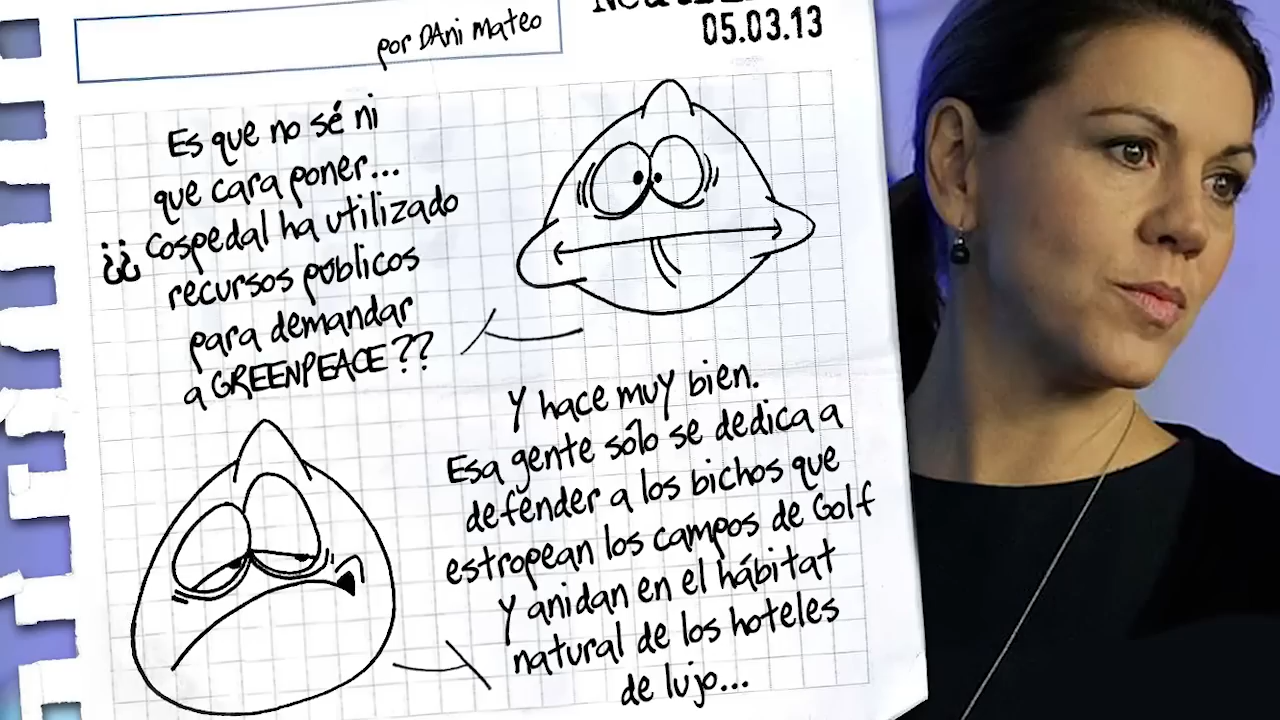 por DAni Mateo
05.03.13
Es que no sé ni
que cara poner...
¿¿ Cospedal ha utilizado
recursos públicos
para demandar
a GREENPEACE??
Y hace muy bien.
Esa gente sólo se dedica a
defender a los bichos que
estropean los campos de Golf
y anidan en el hábitat
natural de los hoteles
de lujo...